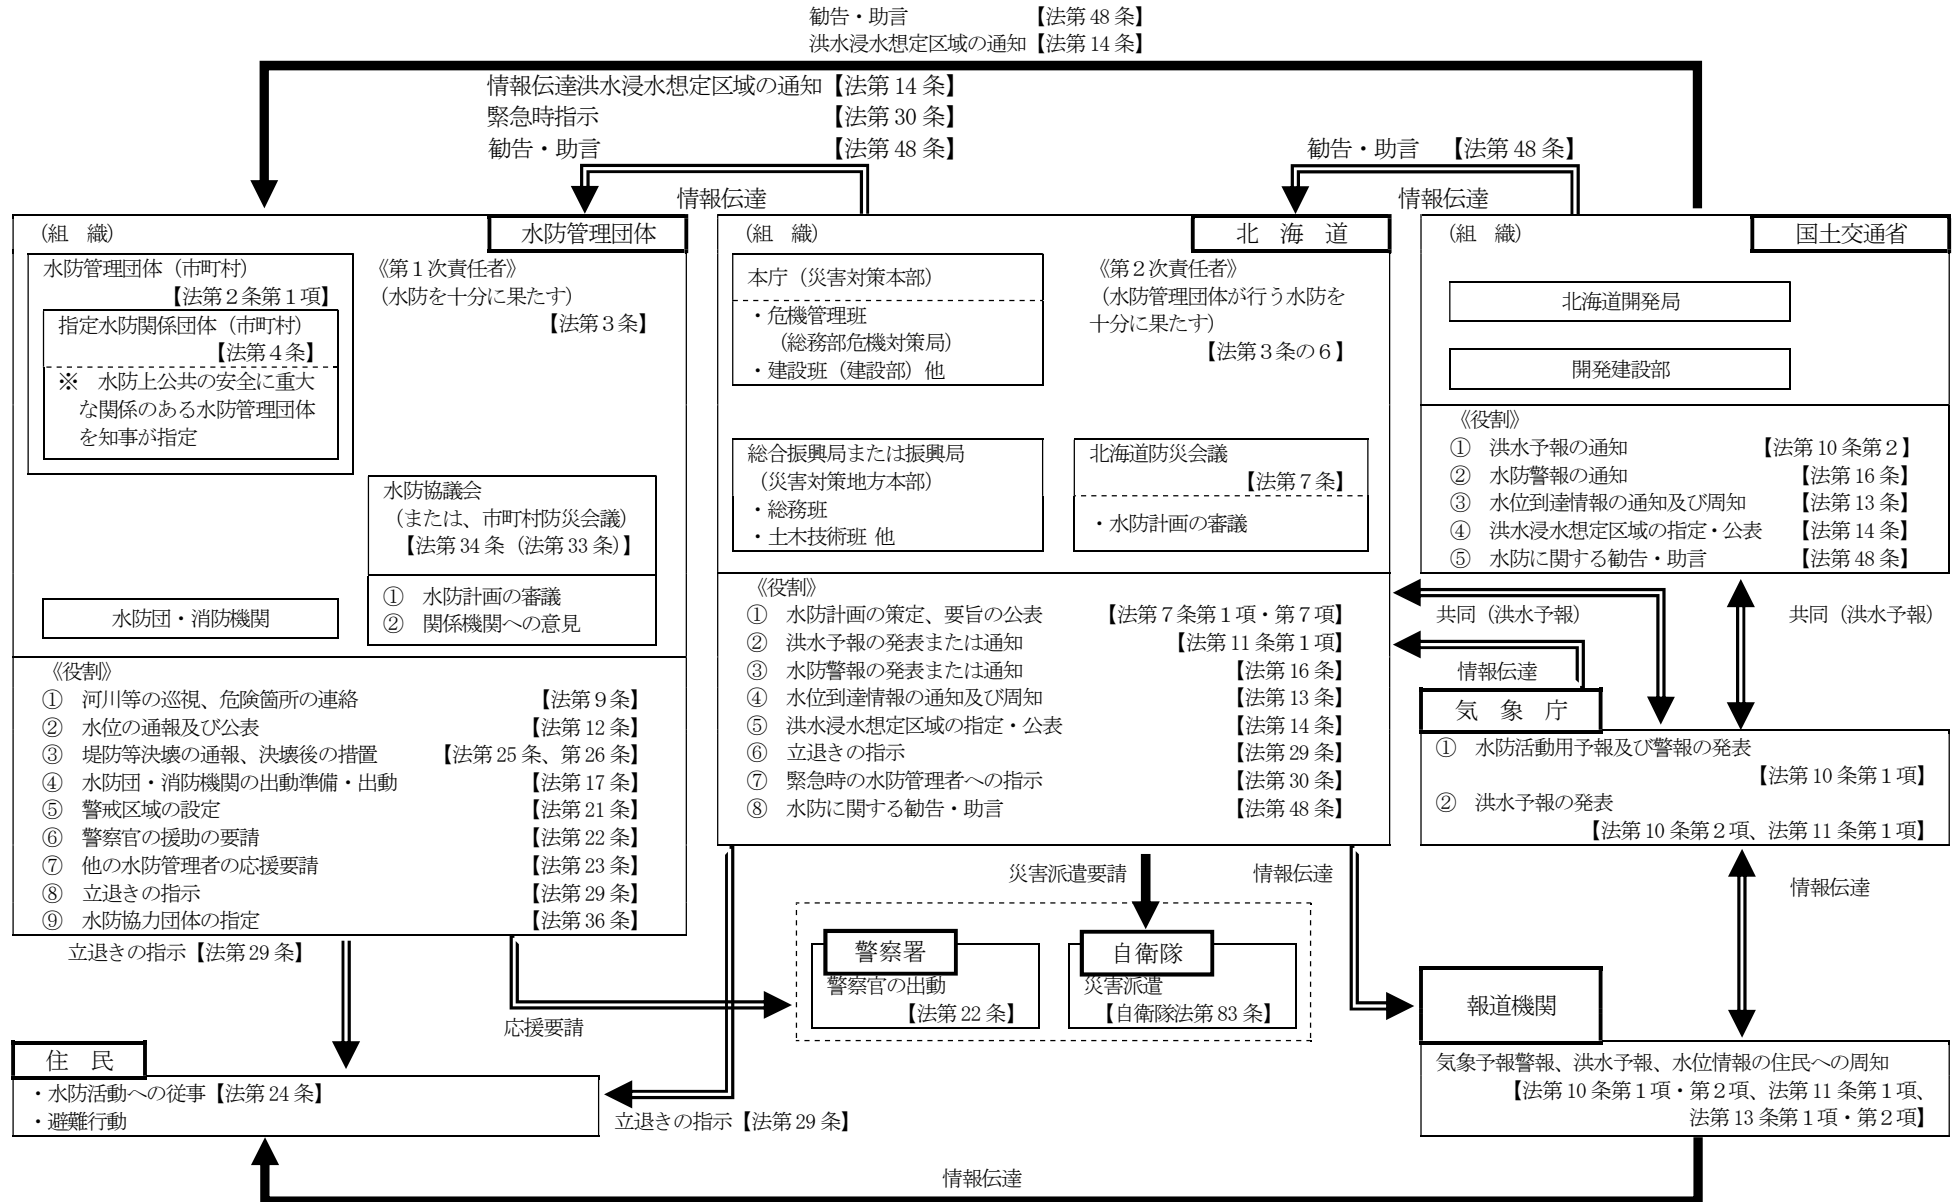 勧告・助言 【法第48条】
洪水浸水想定区域の通知【法第14条】
情報伝達洪水浸水想定区域の通知【法第14条】
緊急時指示 【法第30条】
勧告・助言 【法第48条】
情報伝達
勧告・助言 【法第48条】
情報伝達
(組 織)
水防管理団体
水防管理団体（市町村）
【法第２条第１項】
指定水防関係団体（市町村）
【法第４条】
※ 水防上公共の安全に重大
な関係のある水防管理団体
を知事が指定
《第１次責任者》
（水防を十分に果たす）
【法第３条】
水防協議会
（または、市町村防災会議）
【法第34条（法第33条）】
① 水防計画の審議
② 関係機関への意見
水防団・消防機関
《役割》
① 河川等の巡視、危険箇所の連絡 【法第９条】
② 水位の通報及び公表 【法第12条】
③ 堤防等決壊の通報、決壊後の措置 【法第25条、第26条】
④ 水防団・消防機関の出動準備・出動 【法第17条】
⑤ 警戒区域の設定 【法第21条】
⑥ 警察官の援助の要請 【法第22条】
⑦ 他の水防管理者の応援要請 【法第23条】
⑧ 立退きの指示 【法第29条】
⑨ 水防協力団体の指定 【法第36条】
(組 織)
北 海 道
本庁（災害対策本部）
・危機管理班
（総務部危機対策局）
・建設班（建設部）他
《第２次責任者》
（水防管理団体が行う水防を
十分に果たす）
【法第３条の６】
総合振興局または振興局
（災害対策地方本部）
・総務班
・土木技術班 他
北海道防災会議
【法第７条】
・水防計画の審議
《役割》
① 水防計画の策定、要旨の公表 【法第７条第１項・第７項】
② 洪水予報の発表または通知 【法第11条第１項】
③ 水防警報の発表または通知 【法第16条】
④ 水位到達情報の通知及び周知 【法第13条】
⑤ 洪水浸水想定区域の指定・公表 【法第14条】
⑥ 立退きの指示 【法第29条】
⑦ 緊急時の水防管理者への指示 【法第30条】
⑧ 水防に関する勧告・助言 【法第48条】
(組 織)
国土交通省
北海道開発局
開発建設部
《役割》
① 洪水予報の通知 【法第10条第２】
② 水防警報の通知 【法第16条】
③ 水位到達情報の通知及び周知 【法第13条】
④ 洪水浸水想定区域の指定・公表 【法第14条】
⑤ 水防に関する勧告・助言 【法第48条】
共同（洪水予報）
共同（洪水予報）
情報伝達
気 象 庁
① 水防活動用予報及び警報の発表
【法第10条第１項】
② 洪水予報の発表
【法第10条第２項、法第11条第１項】
災害派遣要請
情報伝達
情報伝達
立退きの指示【法第29条】
応援要請
警察署
警察官の出動
【法第22条】
自衛隊
災害派遣
【自衛隊法第83条】
報道機関
気象予報警報、洪水予報、水位情報の住民への周知
【法第10条第１項・第２項、法第11条第１項、
法第13条第１項・第２項】
住 民
・水防活動への従事【法第24条】
・避難行動
立退きの指示【法第29条】
情報伝達